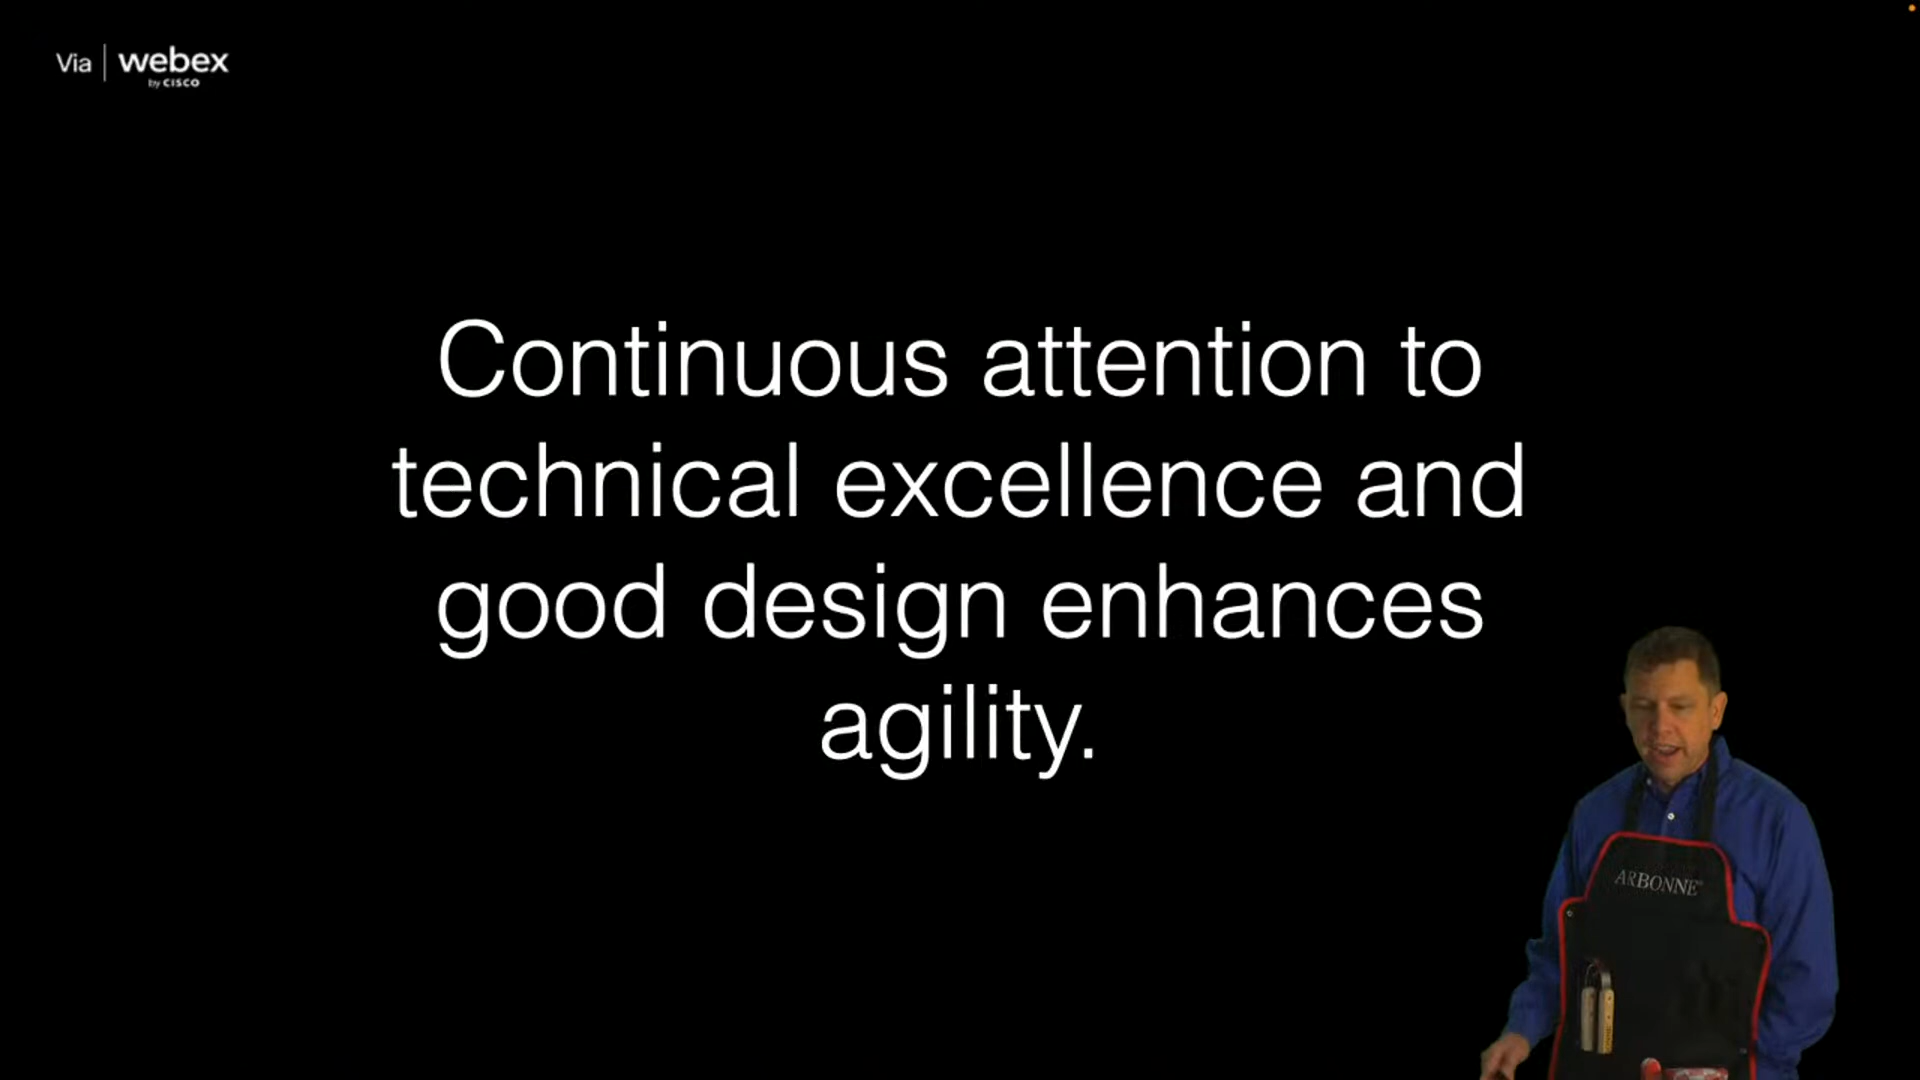 Via | webex
by CISCO
Continuous attention to
technical excellence and
good design enhances
agility.
ARBONNE